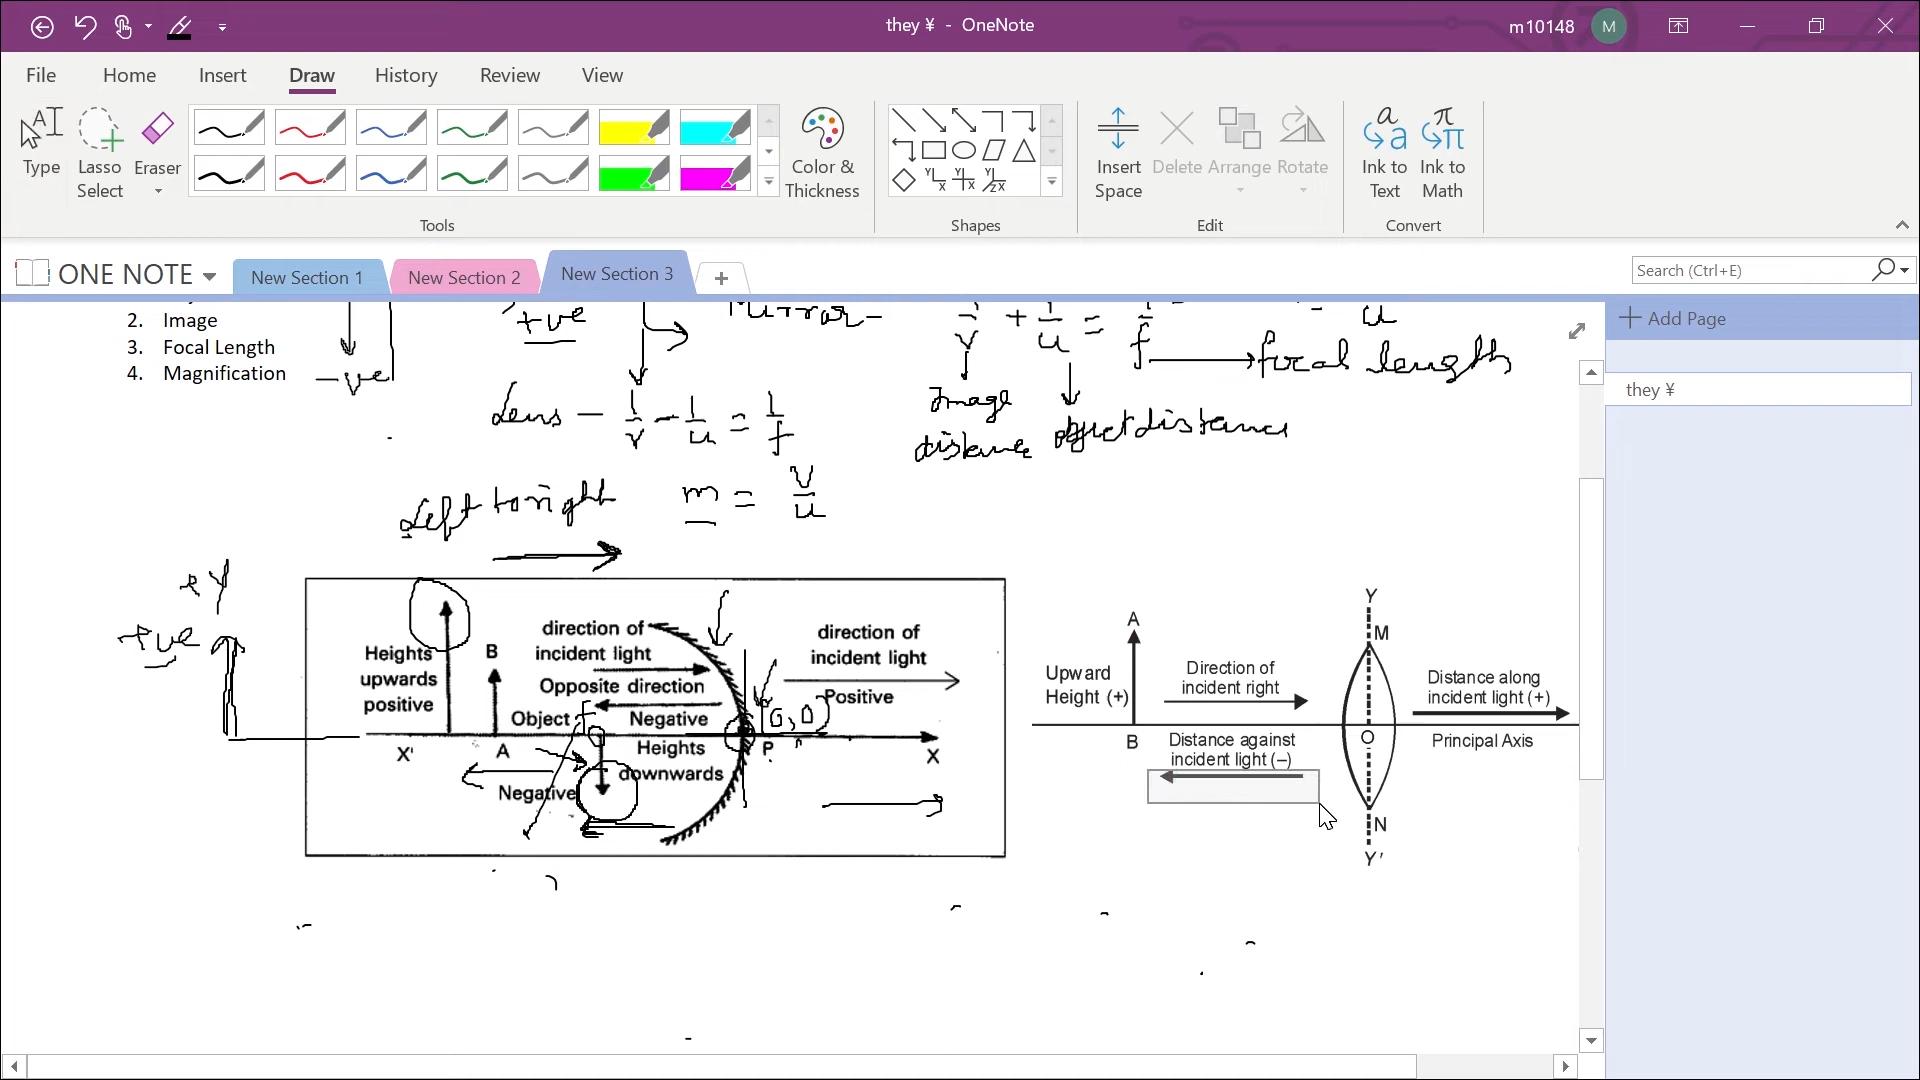 they ¥ - OneNote
m10148
M
File Home Insert Draw History Review View
Type
Lasso Select
Eraser
Color & Thickness
Insert Space
Delete
Arrange
Rotate
Ink to Text
Ink to Math
Tools
Shapes
Edit
Convert
ONE NOTE
New Section 1
New Section 2
New Section 3
Search (Ctrl+E)
Add Page
they ¥
2. Image
3. Focal Length
4. Magnification
-ve
+ve
Mirror -
1/v + 1/u = 1/f
focal length
Image distance
object distance
Lens - 1/v - 1/u = 1/f
Left to right
m = v/u
+ve
Heights upwards positive
B
direction of incident light
Opposite direction
Object
Negative
X'
A
Heights downwards
Negative
P
X
direction of incident light
Positive
A
Upward Height (+)
B
Direction of incident right
Distance against incident light (–)
Y
M
O
N
Y'
Distance along incident light (+)
Principal Axis